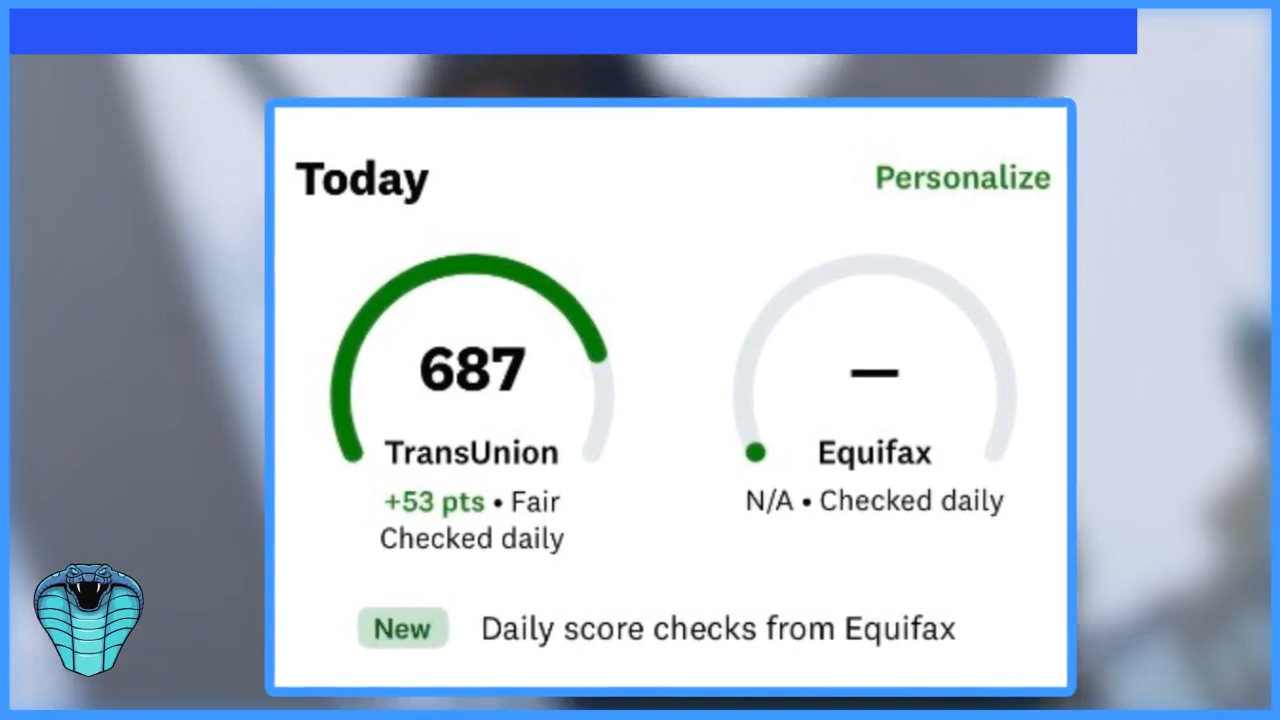 Today
Personalize
687
—
TransUnion
Equifax
+53 pts • Fair
Checked daily
N/A • Checked daily
New
Daily score checks from Equifax